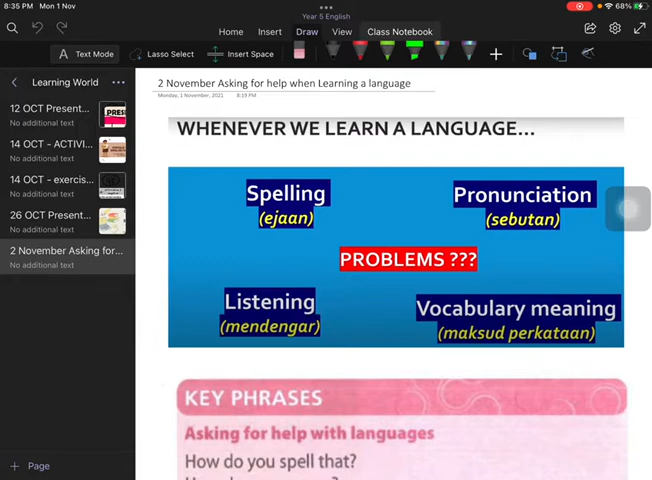 8:35 PM Mon 1 Nov
68%
Year 5 English
Home Insert Draw View Class Notebook
Text Mode Lasso Select Insert Space
Learning World
12 OCT Present...
No additional text
14 OCT - ACTIVI...
No additional text
14 OCT - exercis...
No additional text
26 OCT Present...
No additional text
2 November Asking for...
No additional text
Page
2 November Asking for help when Learning a language
Monday, 1 November, 2021 8:19 PM
WHENEVER WE LEARN A LANGUAGE...
Spelling
(ejaan)
Pronunciation
(sebutan)
PROBLEMS ???
Listening
(mendengar)
Vocabulary meaning
(maksud perkataan)
KEY PHRASES
Asking for help with languages
How do you spell that?